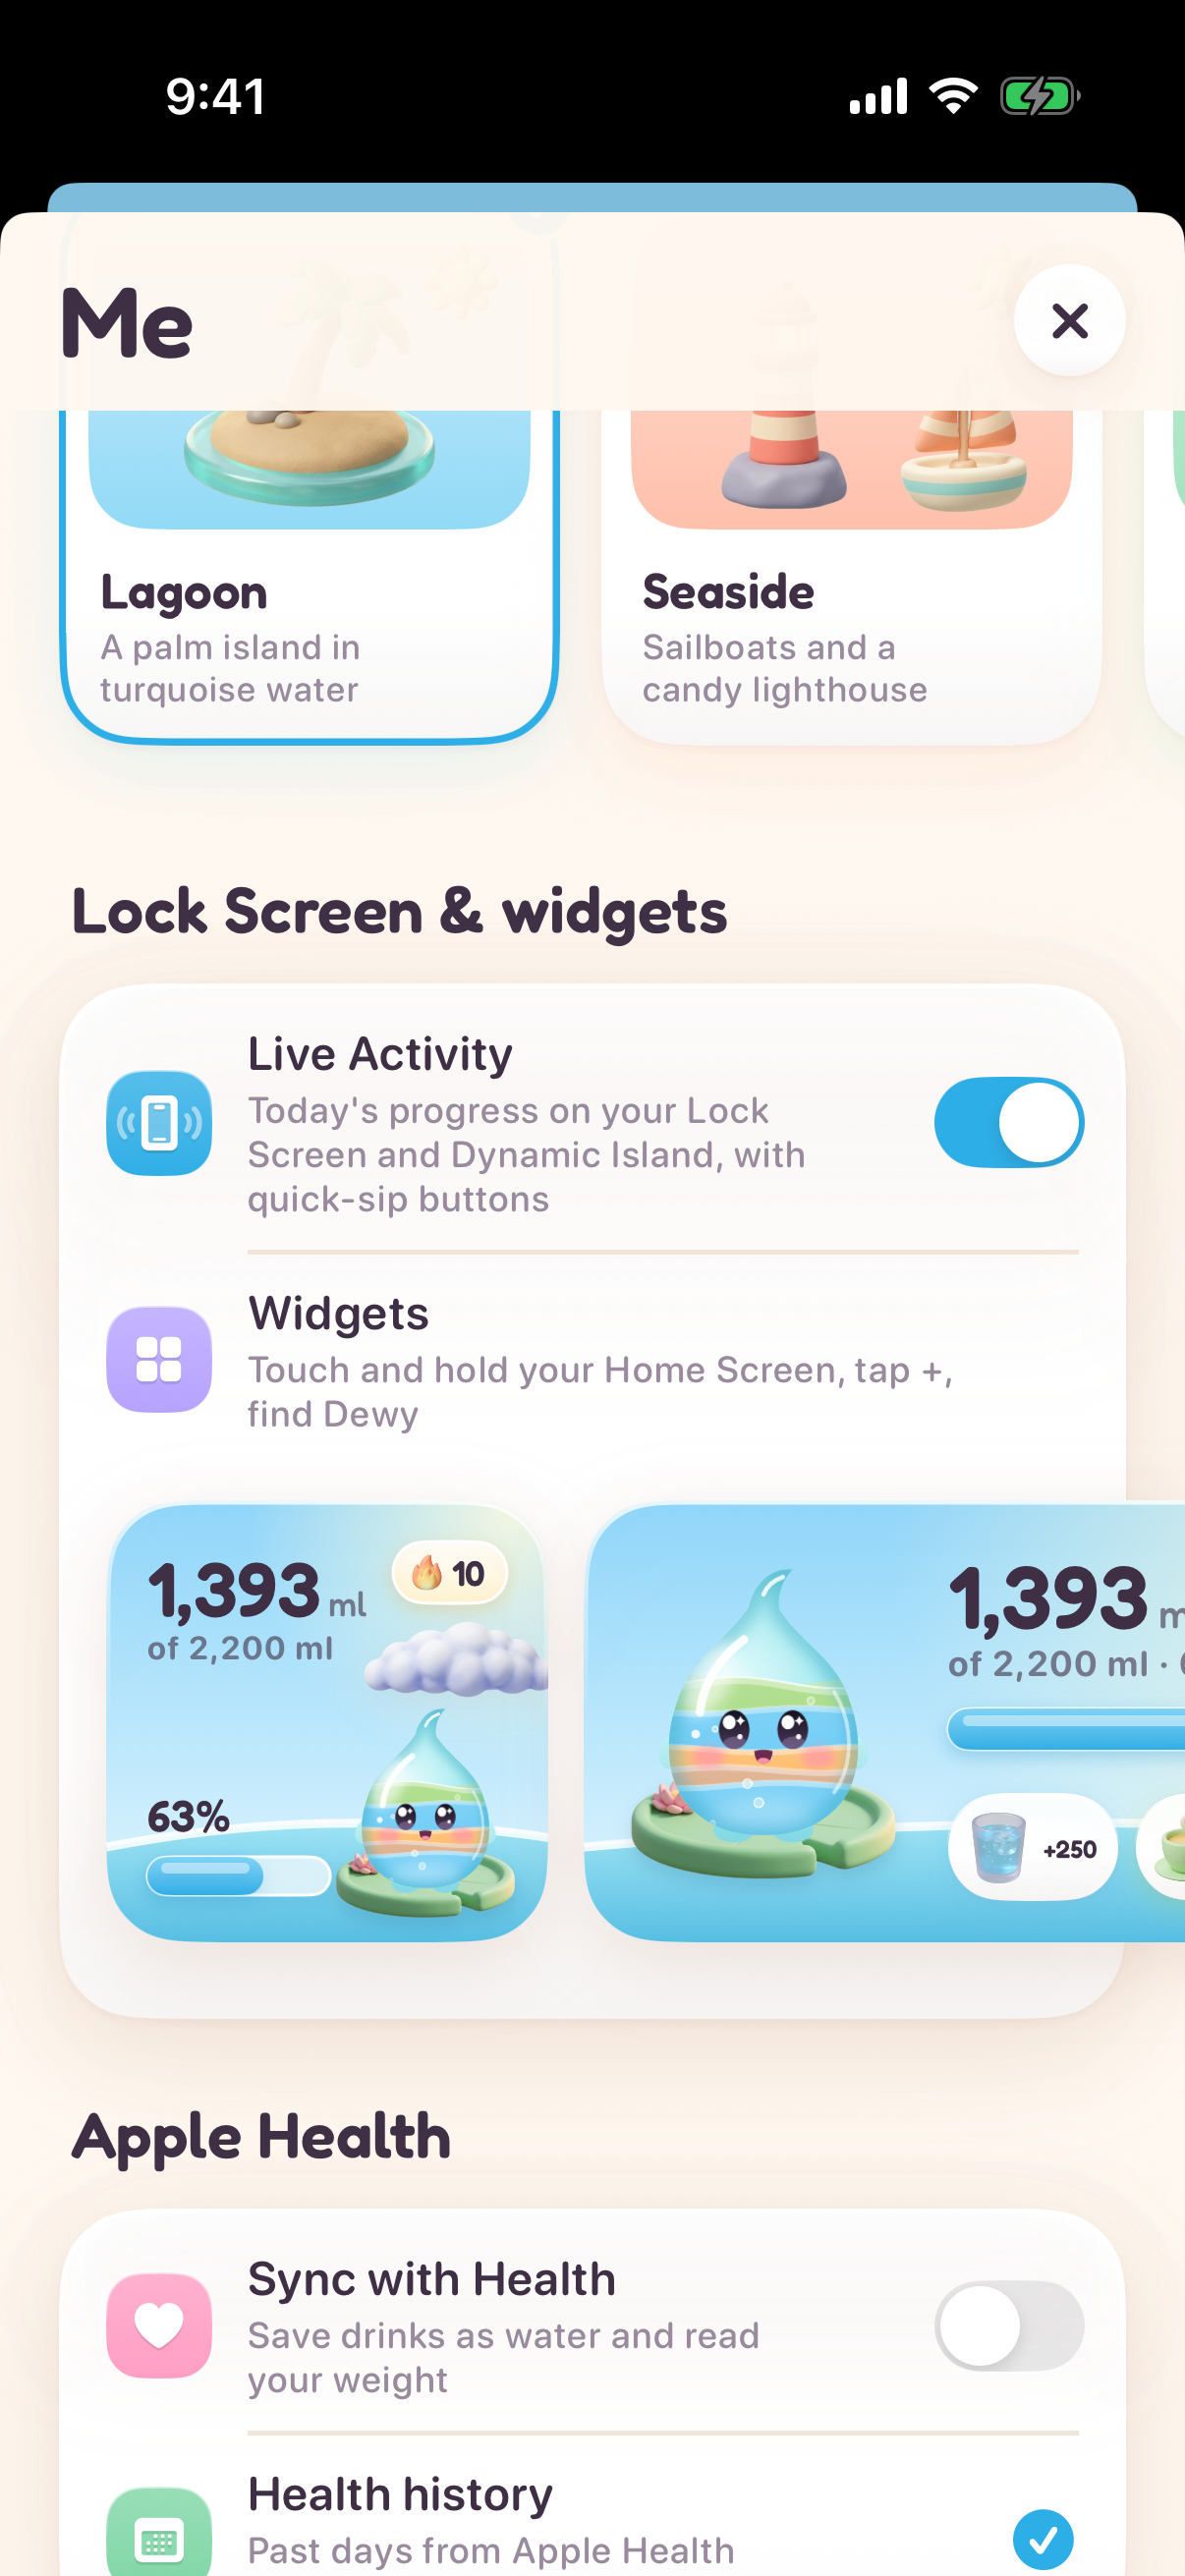 9:41
Me
Lagoon
A palm island in
turquoise water
Seaside
Sailboats and a
candy lighthouse
Lock Screen & widgets
Live Activity
Today's progress on your Lock
Screen and Dynamic Island, with
quick-sip buttons
Widgets
Touch and hold your Home Screen, tap +,
find Dewy
1,393 ml
10
of 2,200 ml
63%
1,393
of 2,200 ml ·
+250
Apple Health
Sync with Health
Save drinks as water and read
your weight
Health history
Past days from Apple Health